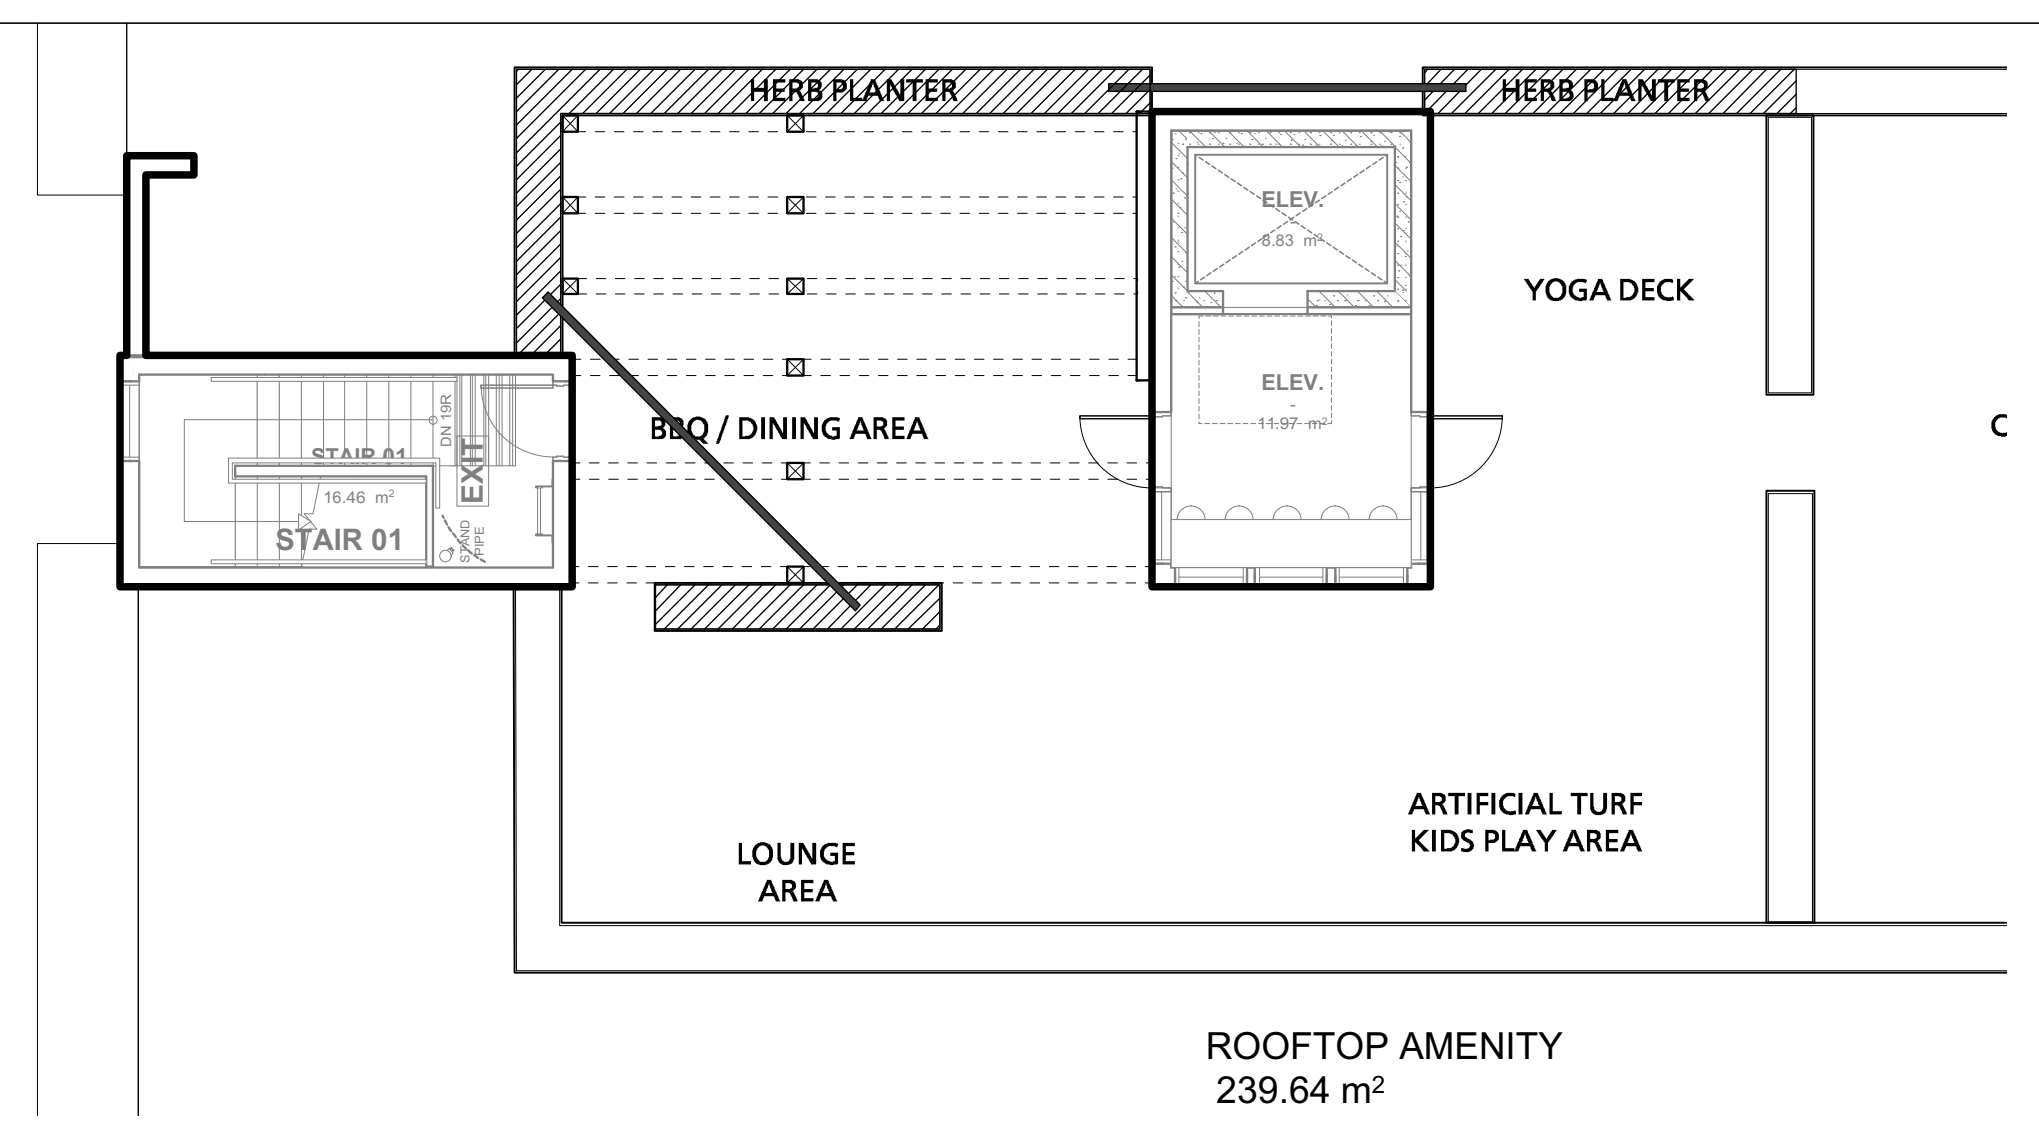 HERB PLANTER
HERB PLANTER
ELEV.
-
8.83 m²
YOGA DECK
ELEV.
-
11.97 m²
BBQ / DINING AREA
DN 19R
EXIT
STAIR 01
16.46 m²
STAIR 01
STAND
PIPE
C
ARTIFICIAL TURF
KIDS PLAY AREA
LOUNGE
AREA
ROOFTOP AMENITY
239.64 m²